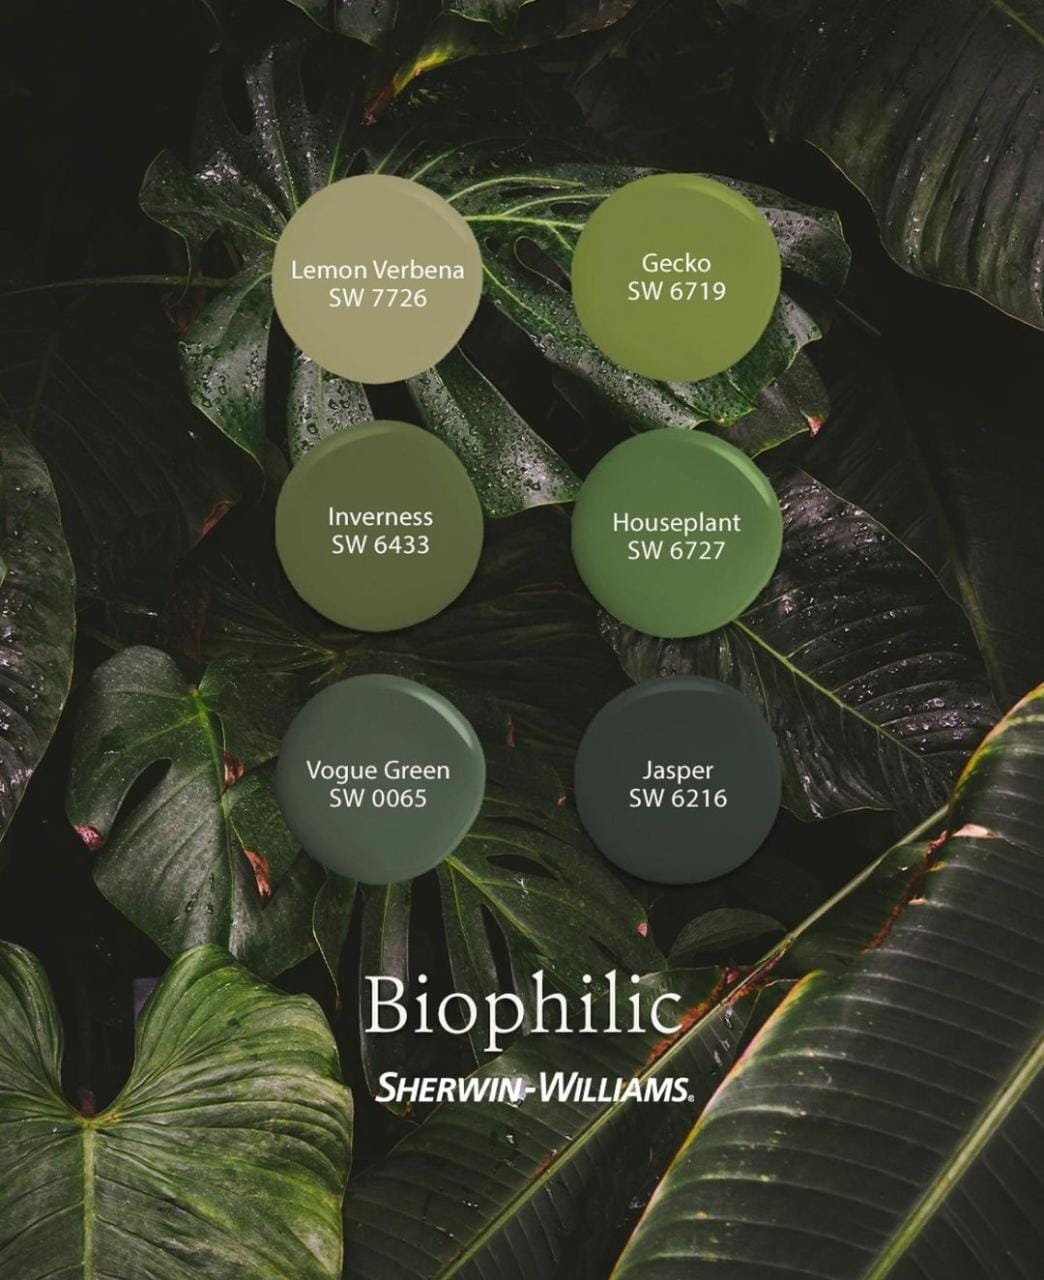 Lemon Verbena
SW 7726
Gecko
SW 6719
Inverness
SW 6433
Houseplant
SW 6727
Vogue Green
SW 0065
Jasper
SW 6216
Biophilic
SHERWIN-WILLIAMS®